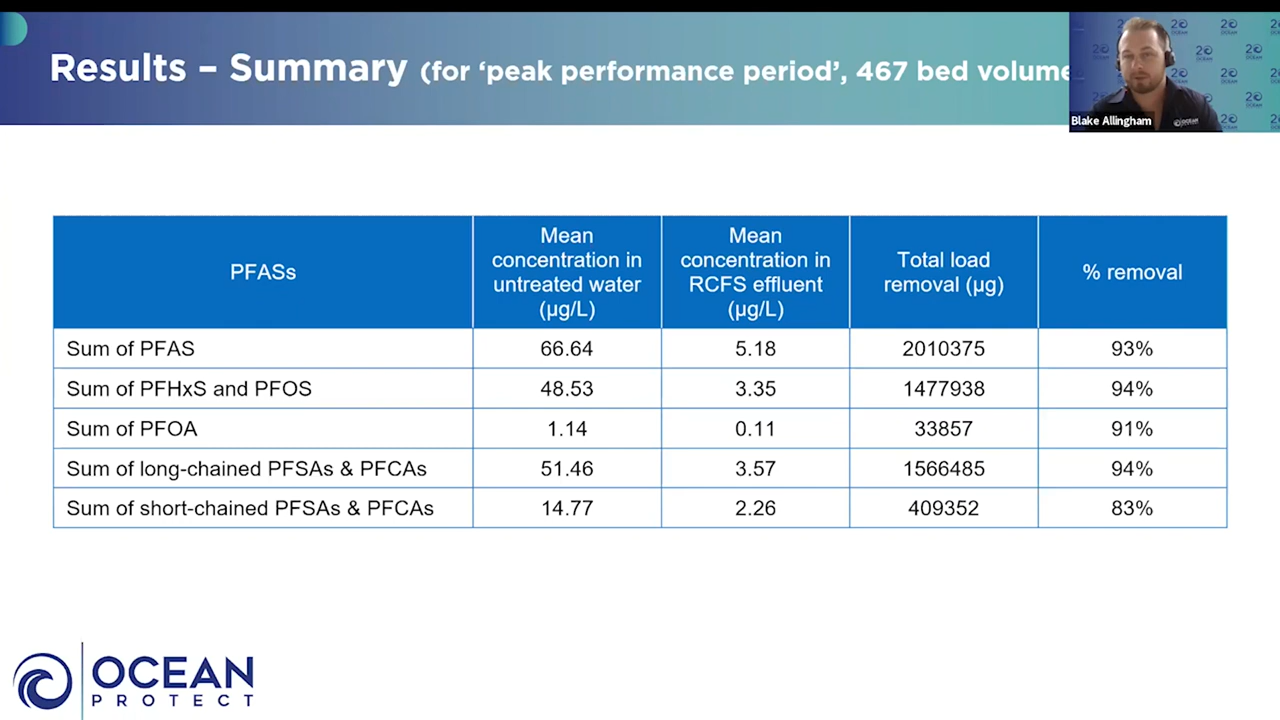 Results – Summary (for ‘peak performance period’, 467 bed volume
Blake Allingham
PFASs
Mean
concentration in
untreated water
(µg/L)
Mean
concentration in
RCFS effluent
(µg/L)
Total load
removal (µg)
% removal
Sum of PFAS 66.64 5.18 2010375 93%
Sum of PFHxS and PFOS 48.53 3.35 1477938 94%
Sum of PFOA 1.14 0.11 33857 91%
Sum of long-chained PFSAs & PFCAs 51.46 3.57 1566485 94%
Sum of short-chained PFSAs & PFCAs 14.77 2.26 409352 83%
OCEAN
PROTECT